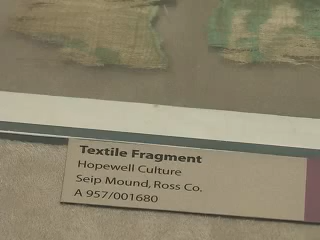 Textile Fragment
Hopewell Culture
Seip Mound, Ross Co.
A 957/001680